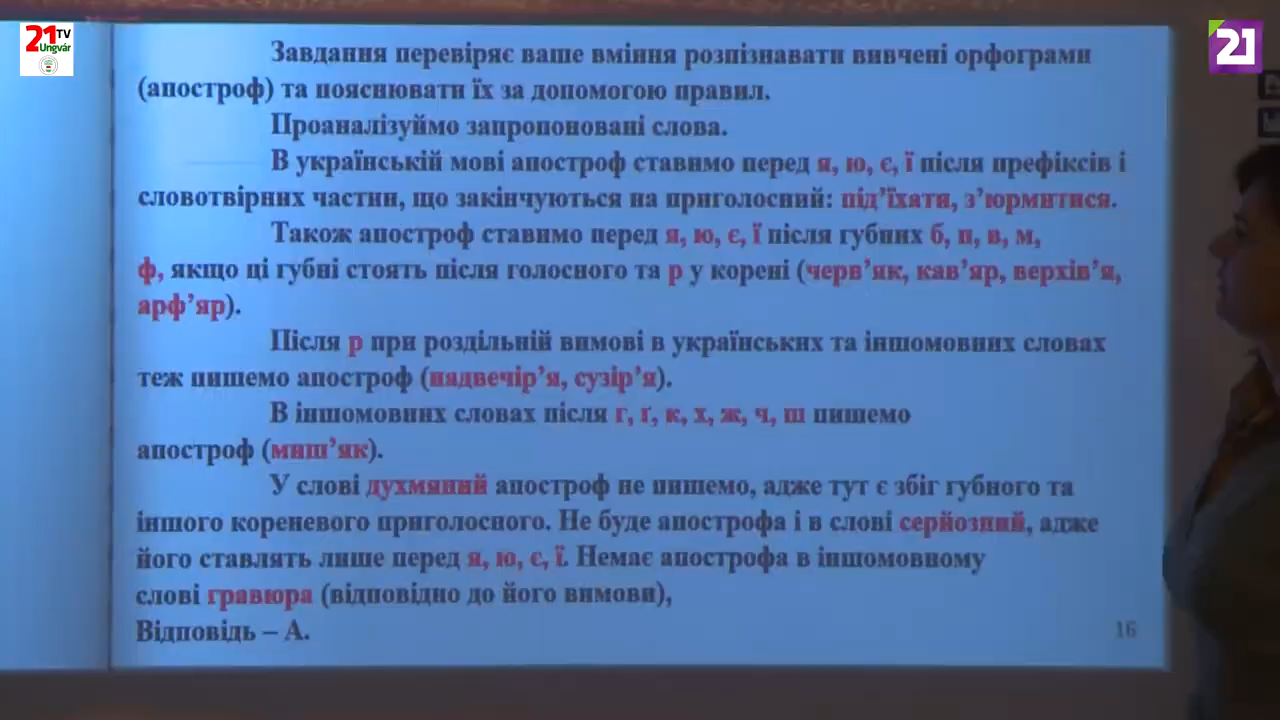 21 TV
Ungvár
21
Завдання перевіряє ваше вміння розпізнавати вивчені орфограми
(апостроф) та пояснювати їх за допомогою правил.
Проаналізуймо запропоновані слова.
В українській мові апостроф ставимо перед я, ю, є, ї після префіксів і
словотвірних частин, що закінчуються на приголосний: під’їхати, з’юрмитися.
Також апостроф ставимо перед я, ю, є, ї після губних б, п, в, м,
ф, якщо ці губні стоять після голосного та р у корені (черв’як, кав’яр, верхів’я,
арф’яр).
Після р при роздільній вимові в українських та іншомовних словах
теж пишемо апостроф (надвечір’я, сузір’я).
В іншомовних словах після г, ґ, к, х, ж, ч, ш пишемо
апостроф (миш’як).
У слові духмяний апостроф не пишемо, адже тут є збіг губного та
іншого кореневого приголосного. Не буде апострофа і в слові серйозний, адже
його ставлять лише перед я, ю, є, ї. Немає апострофа в іншомовному
слові гравюра (відповідно до його вимови),
Відповідь – А.
16